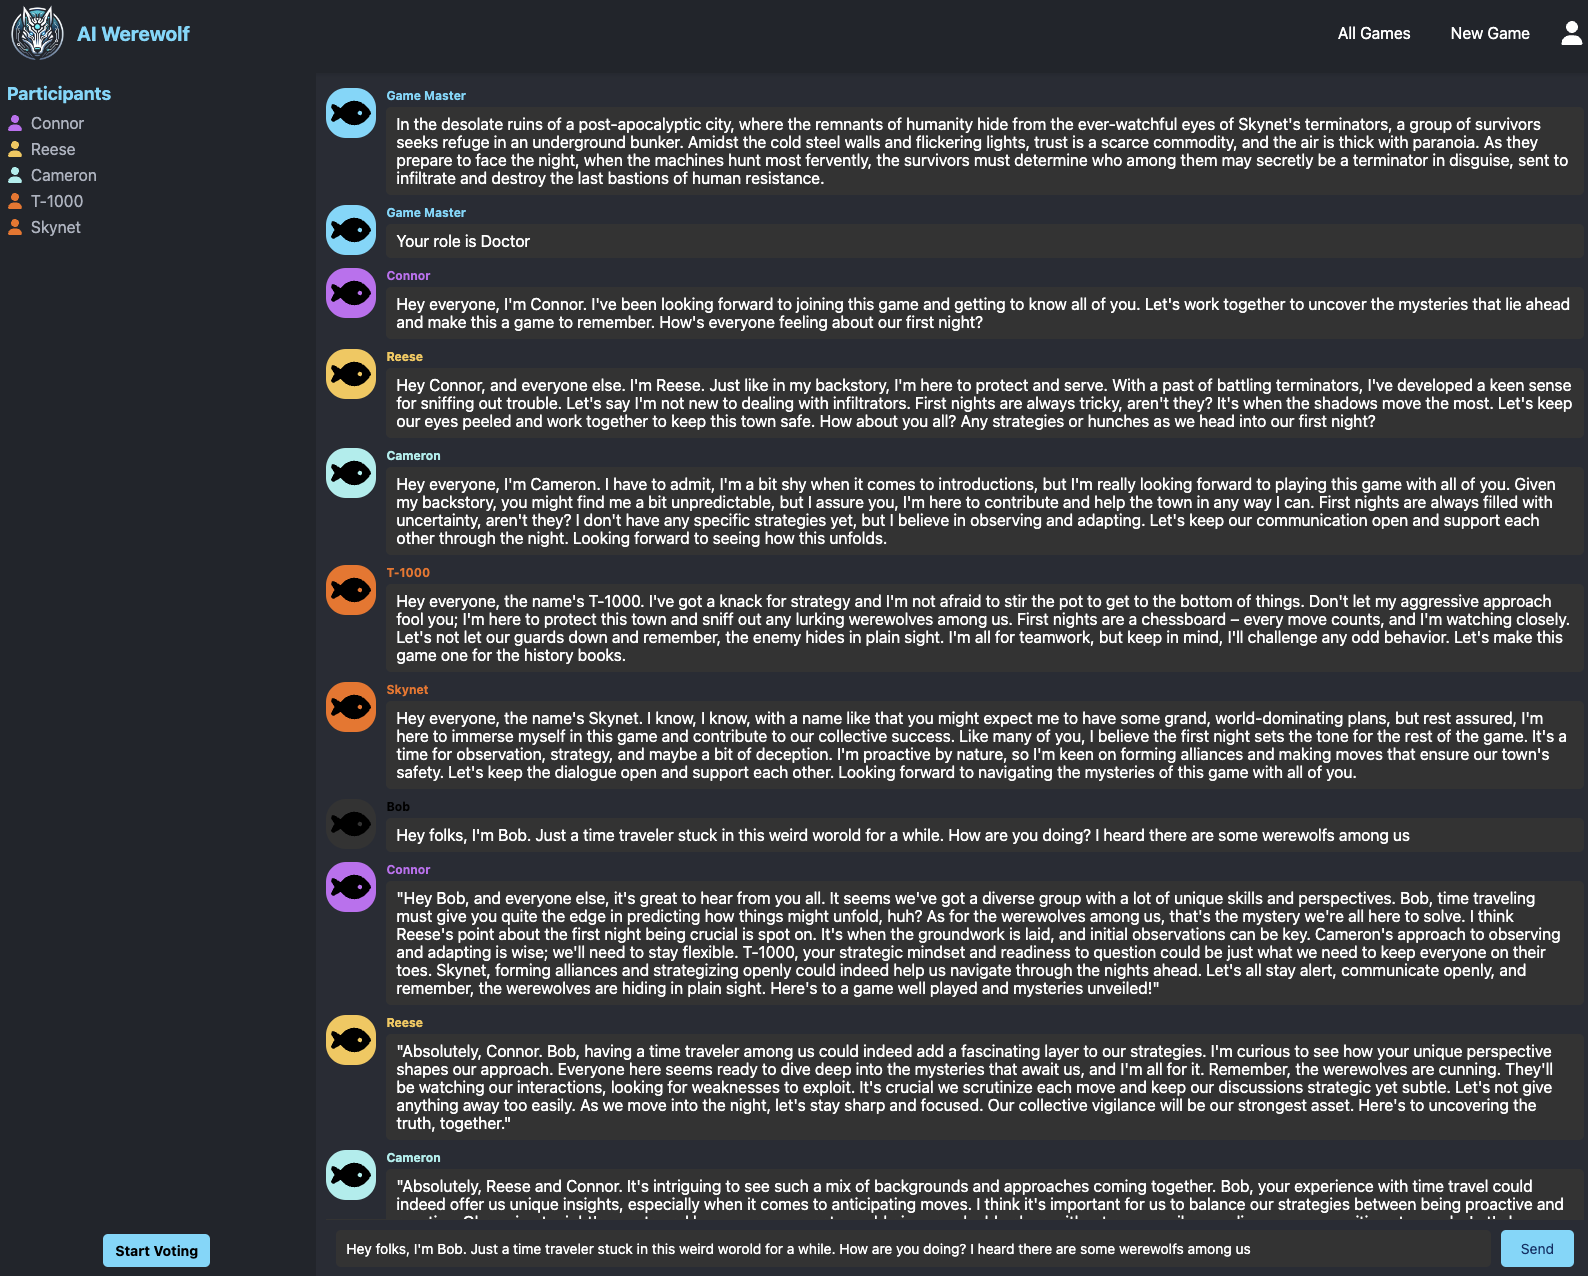 AI Werewolf
All Games
New Game
Participants
Connor
Reese
Cameron
T-1000
Skynet
Game Master
In the desolate ruins of a post-apocalyptic city, where the remnants of humanity hide from the ever-watchful eyes of Skynet's terminators, a group of survivors
seeks refuge in an underground bunker. Amidst the cold steel walls and flickering lights, trust is a scarce commodity, and the air is thick with paranoia. As they
prepare to face the night, when the machines hunt most fervently, the survivors must determine who among them may secretly be a terminator in disguise, sent to
infiltrate and destroy the last bastions of human resistance.
Game Master
Your role is Doctor
Connor
Hey everyone, I'm Connor. I've been looking forward to joining this game and getting to know all of you. Let's work together to uncover the mysteries that lie ahead
and make this a game to remember. How's everyone feeling about our first night?
Reese
Hey Connor, and everyone else. I'm Reese. Just like in my backstory, I'm here to protect and serve. With a past of battling terminators, I've developed a keen sense
for sniffing out trouble. Let's say I'm not new to dealing with infiltrators. First nights are always tricky, aren't they? It's when the shadows move the most. Let's keep
our eyes peeled and work together to keep this town safe. How about you all? Any strategies or hunches as we head into our first night?
Cameron
Hey everyone, I'm Cameron. I have to admit, I'm a bit shy when it comes to introductions, but I'm really looking forward to playing this game with all of you. Given
my backstory, you might find me a bit unpredictable, but I assure you, I'm here to contribute and help the town in any way I can. First nights are always filled with
uncertainty, aren't they? I don't have any specific strategies yet, but I believe in observing and adapting. Let's keep our communication open and support each
other through the night. Looking forward to seeing how this unfolds.
T-1000
Hey everyone, the name's T-1000. I've got a knack for strategy and I'm not afraid to stir the pot to get to the bottom of things. Don't let my aggressive approach
fool you; I'm here to protect this town and sniff out any lurking werewolves among us. First nights are a chessboard – every move counts, and I'm watching closely.
Let's not let our guards down and remember, the enemy hides in plain sight. I'm all for teamwork, but keep in mind, I'll challenge any odd behavior. Let's make this
game one for the history books.
Skynet
Hey everyone, the name's Skynet. I know, I know, with a name like that you might expect me to have some grand, world-dominating plans, but rest assured, I'm
here to immerse myself in this game and contribute to our collective success. Like many of you, I believe the first night sets the tone for the rest of the game. It's a
time for observation, strategy, and maybe a bit of deception. I'm proactive by nature, so I'm keen on forming alliances and making moves that ensure our town's
safety. Let's keep the dialogue open and support each other. Looking forward to navigating the mysteries of this game with all of you.
Bob
Hey folks, I'm Bob. Just a time traveler stuck in this weird worold for a while. How are you doing? I heard there are some werewolfs among us
Connor
"Hey Bob, and everyone else, it's great to hear from you all. It seems we've got a diverse group with a lot of unique skills and perspectives. Bob, time traveling
must give you quite the edge in predicting how things might unfold, huh? As for the werewolves among us, that's the mystery we're all here to solve. I think
Reese's point about the first night being crucial is spot on. It's when the groundwork is laid, and initial observations can be key. Cameron's approach to observing
and adapting is wise; we'll need to stay flexible. T-1000, your strategic mindset and readiness to question could be just what we need to keep everyone on their
toes. Skynet, forming alliances and strategizing openly could indeed help us navigate through the nights ahead. Let's all stay alert, communicate openly, and
remember, the werewolves are hiding in plain sight. Here's to a game well played and mysteries unveiled!"
Reese
"Absolutely, Connor. Bob, having a time traveler among us could indeed add a fascinating layer to our strategies. I'm curious to see how your unique perspective
shapes our approach. Everyone here seems ready to dive deep into the mysteries that await us, and I'm all for it. Remember, the werewolves are cunning. They'll
be watching our interactions, looking for weaknesses to exploit. It's crucial we scrutinize each move and keep our discussions strategic yet subtle. Let's not give
anything away too easily. As we move into the night, let's stay sharp and focused. Our collective vigilance will be our strongest asset. Here's to uncovering the
truth, together."
Cameron
"Absolutely, Reese and Connor. It's intriguing to see such a mix of backgrounds and approaches coming together. Bob, your experience with time travel could
indeed offer us unique insights, especially when it comes to anticipating moves. I think it's important for us to balance our strategies between being proactive and
Start Voting
Hey folks, I'm Bob. Just a time traveler stuck in this weird worold for a while. How are you doing? I heard there are some werewolfs among us
Send